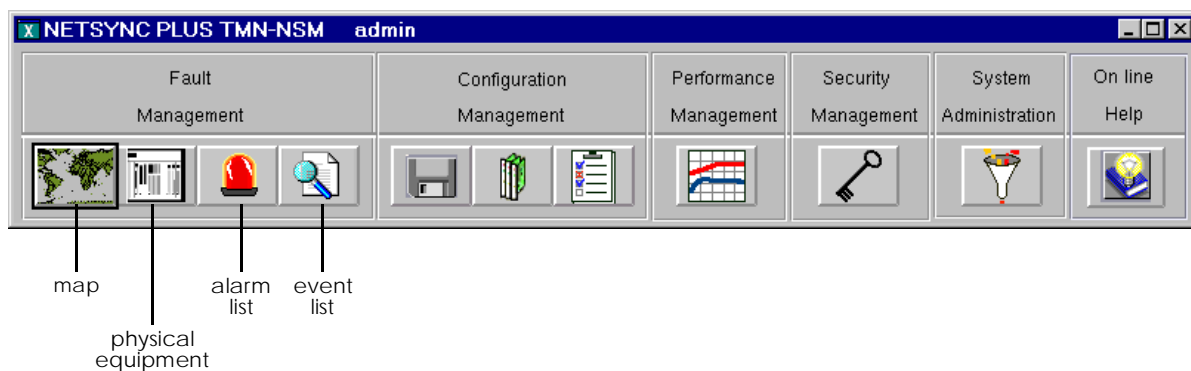 X NETSYNC PLUS TMN-NSM admin
Fault Configuration Performance Security System On line
Management Management Management Management Administration Help
map alarm event
list list
physical
equipment